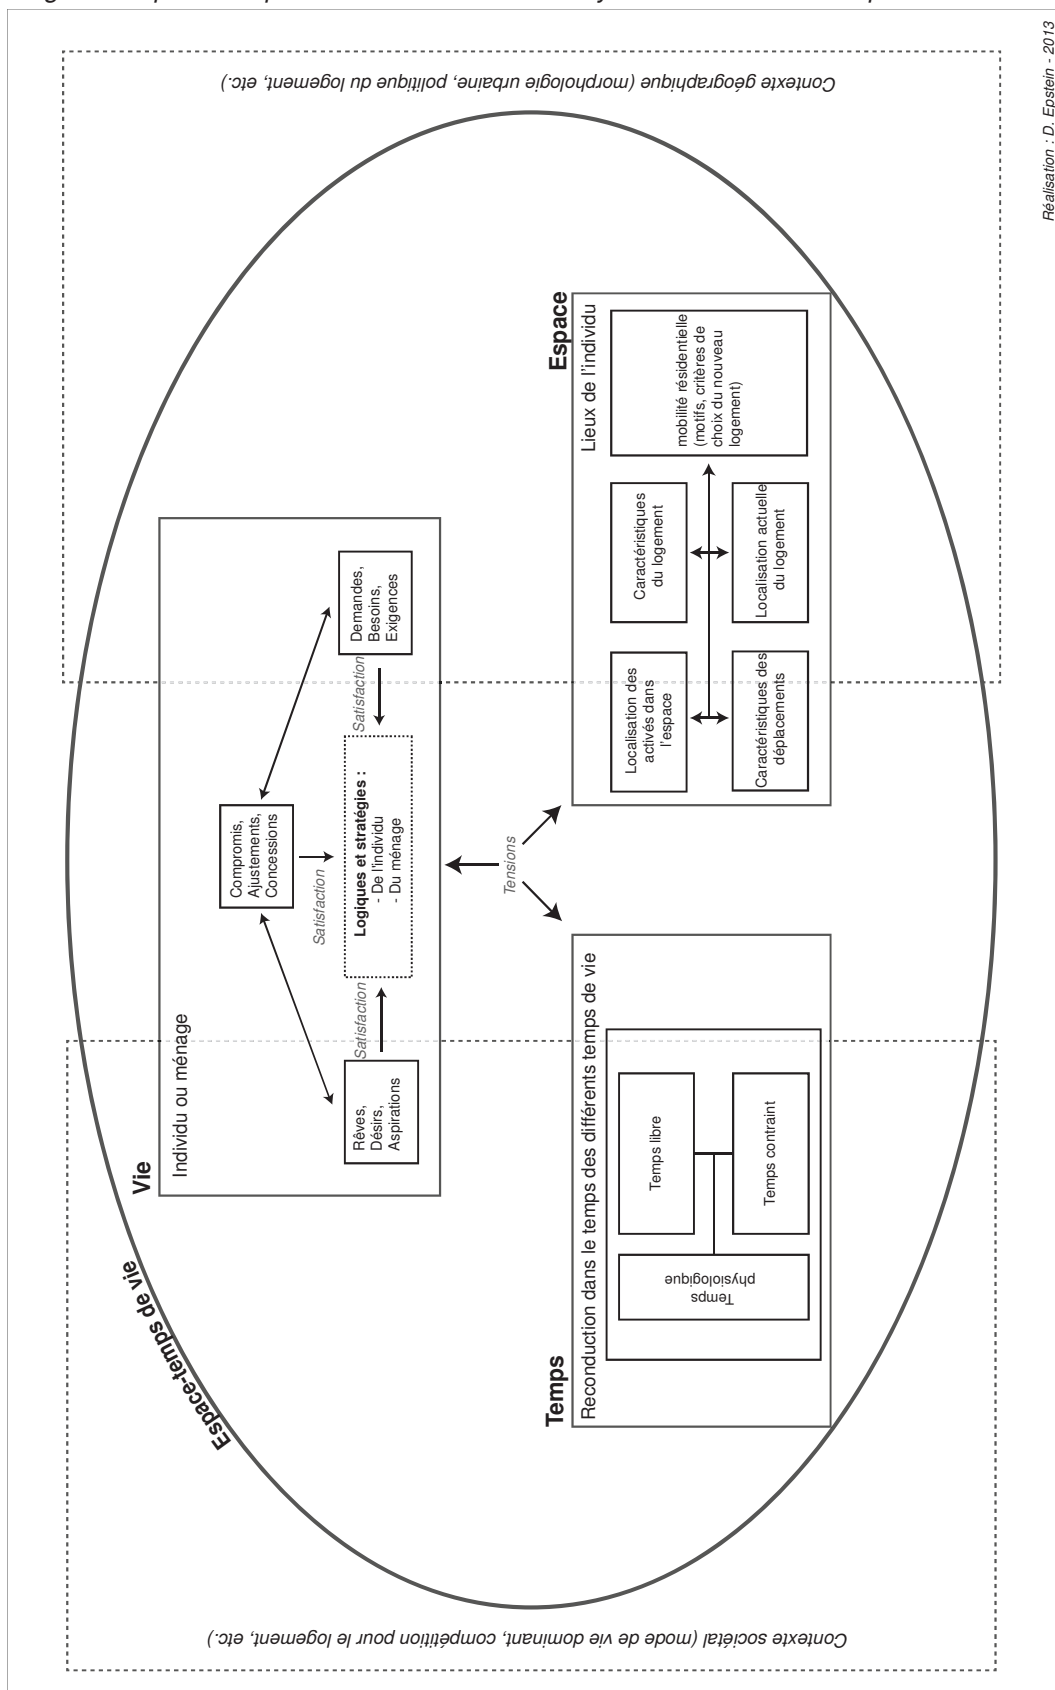 Contexte sociétal (mode de vie dominant, compétition pour le logement, etc.)
Espace-temps de vie
Vie
Individu ou ménage
Rêves,
Désirs,
Aspirations
Satisfaction
Compromis,
Ajustements,
Concessions
Satisfaction
Logiques et stratégies :
- De l'individu
- Du ménage
Satisfaction
Demandes,
Besoins,
Exigences
Tensions
Temps
Reconduction dans le temps des différents temps de vie
Temps
physiologique
Temps libre
Temps contraint
Espace
Lieux de l'individu
Localisation des
activés dans
l'espace
Caractéristiques
du logement
Caractéristiques des
déplacements
Localisation actuelle
du logement
mobilité résidentielle
(motifs, critères de
choix du nouveau
logement)
Contexte géographique (morphologie urbaine, politique du logement, etc.)
Réalisation : D. Epstein - 2013